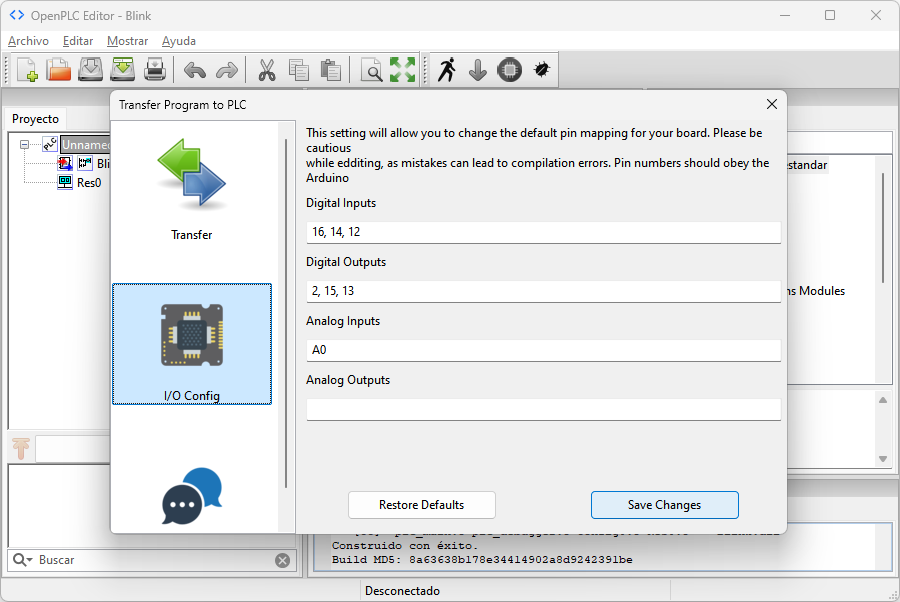 OpenPLC Editor - Blink
Archivo Editar Mostrar Ayuda
Transfer Program to PLC
Proyecto
Unnamed
Res0
Transfer
I/O Config
This setting will allow you to change the default pin mapping for your board. Please be
cautious
while edditing, as mistakes can lead to compilation errors. Pin numbers should obey the
Arduino
Digital Inputs
16, 14, 12
Digital Outputs
2, 15, 13
Analog Inputs
A0
Analog Outputs
Restore Defaults
Save Changes
estandar
Modules
Buscar
Construido con éxito.
Build MD5: 8a63638b178e34414902a8d9242391be
Desconectado